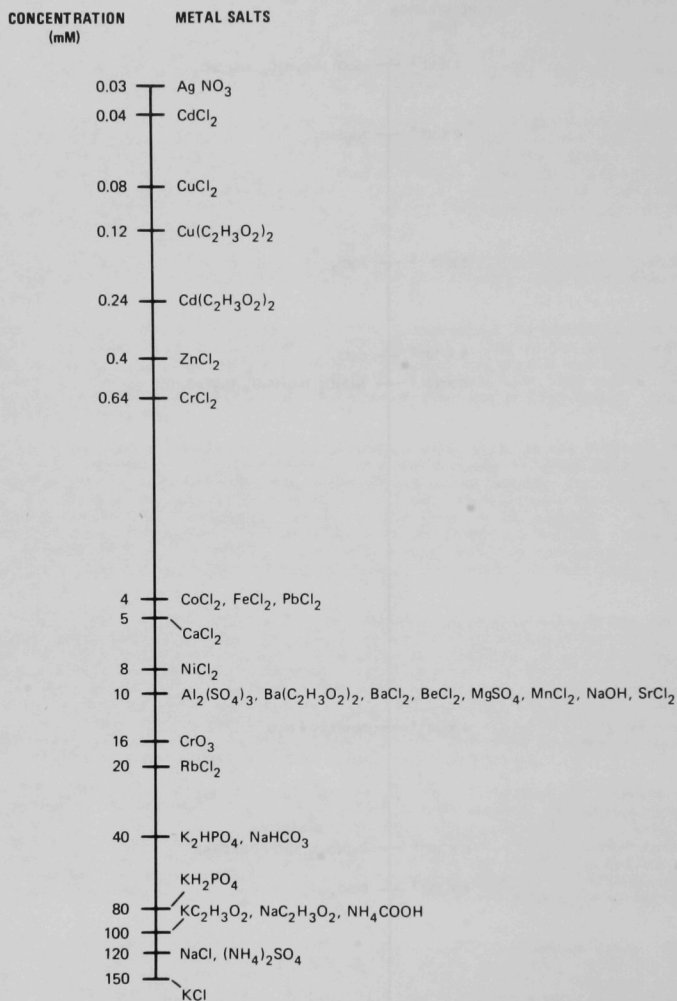 CONCENTRATION METAL SALTS
(mM)
0.03 Ag NO3
0.04 CdCl2
0.08 CuCl2
0.12 Cu(C2H3O2)2
0.24 Cd(C2H3O2)2
0.4 ZnCl2
0.64 CrCl2
4 CoCl2, FeCl2, PbCl2
5
CaCl2
8 NiCl2
10 Al2(SO4)3, Ba(C2H3O2)2, BaCl2, BeCl2, MgSO4, MnCl2, NaOH, SrCl2
16 CrO3
20 RbCl2
40 K2HPO4, NaHCO3
KH2PO4
80 KC2H3O2, NaC2H3O2, NH4COOH
100
120 NaCl, (NH4)2SO4
150
KCl